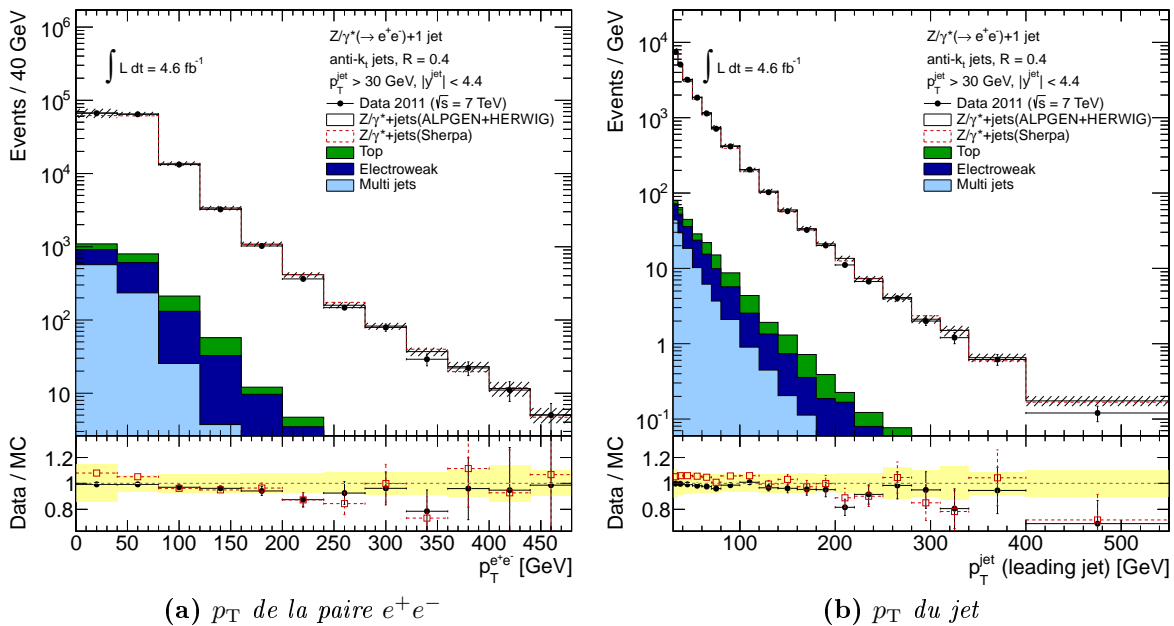 Events / 40 GeV
10⁶
10⁵
10⁴
10³
10²
10
∫ L dt = 4.6 fb⁻¹
Z/γ*(→ e⁺e⁻)+1 jet
anti-kₜ jets, R = 0.4
p_T^jet > 30 GeV, |y^jet| < 4.4
Data 2011 (√s = 7 TeV)
Z/γ*+jets(ALPGEN+HERWIG)
Z/γ*+jets(Sherpa)
Top
Electroweak
Multi jets
Data / MC
1.2
1.0
0.8
0 50 100 150 200 250 300 350 400 450
p_T^{e⁺e⁻} [GeV]
(a) p_T de la paire e⁺e⁻
Events / GeV
10⁴
10³
10²
10
1
10⁻¹
∫ L dt = 4.6 fb⁻¹
Z/γ*(→ e⁺e⁻)+1 jet
anti-kₜ jets, R = 0.4
p_T^jet > 30 GeV, |y^jet| < 4.4
Data 2011 (√s = 7 TeV)
Z/γ*+jets(ALPGEN+HERWIG)
Z/γ*+jets(Sherpa)
Top
Electroweak
Multi jets
Data / MC
1.2
1
0.8
100 200 300 400 500
p_T^jet (leading jet) [GeV]
(b) p_T du jet